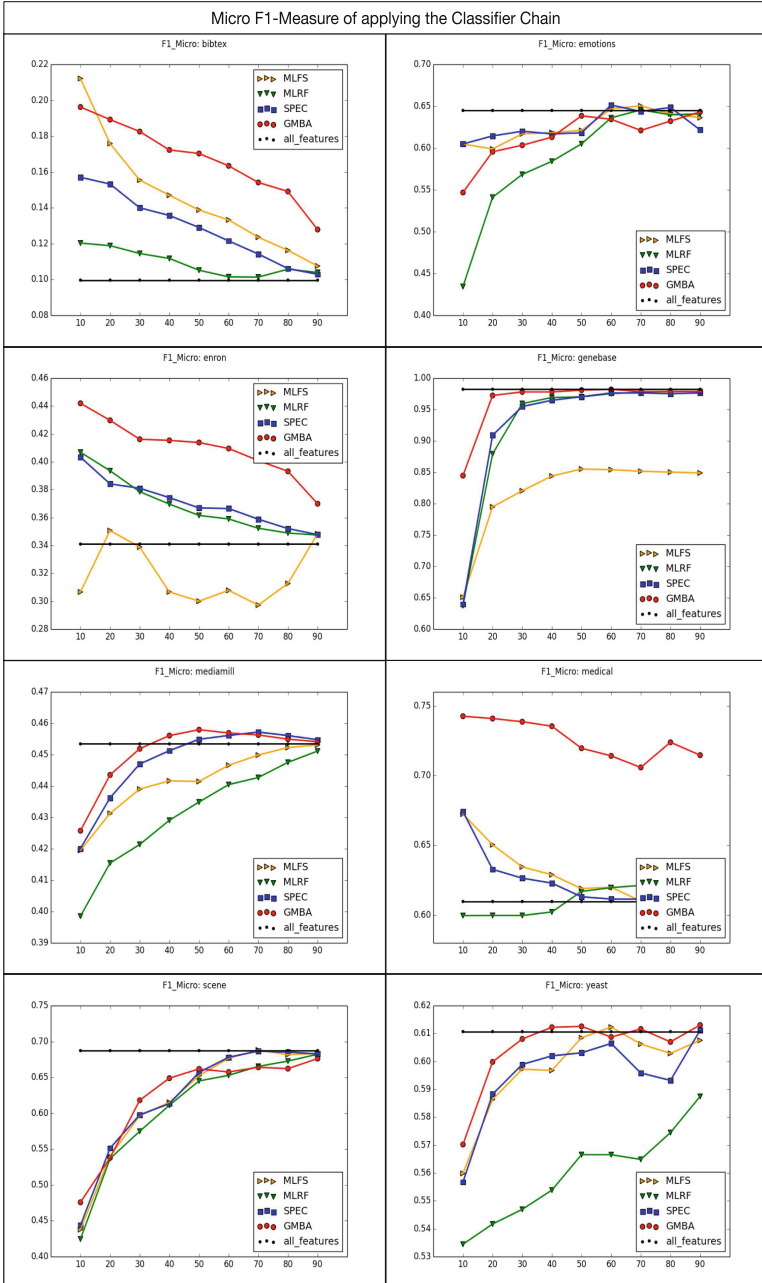 Micro F1-Measure of applying the Classifier Chain
F1_Micro: bibtex
0.22
0.20
0.18
0.16
0.14
0.12
0.10
0.08
10 20 30 40 50 60 70 80 90
MLFS
MLRF
SPEC
GMBA
all_features
F1_Micro: emotions
0.70
0.65
0.60
0.55
0.50
0.45
0.40
10 20 30 40 50 60 70 80 90
MLFS
MLRF
SPEC
GMBA
all_features
F1_Micro: enron
0.46
0.44
0.42
0.40
0.38
0.36
0.34
0.32
0.30
0.28
10 20 30 40 50 60 70 80 90
MLFS
MLRF
SPEC
GMBA
all_features
F1_Micro: genebase
1.00
0.95
0.90
0.85
0.80
0.75
0.70
0.65
0.60
10 20 30 40 50 60 70 80 90
MLFS
MLRF
SPEC
GMBA
all_features
F1_Micro: mediamill
0.47
0.46
0.45
0.44
0.43
0.42
0.41
0.40
0.39
10 20 30 40 50 60 70 80 90
MLFS
MLRF
SPEC
GMBA
all_features
F1_Micro: medical
0.75
0.70
0.65
0.60
10 20 30 40 50 60 70 80 90
MLFS
MLRF
SPEC
GMBA
all_features
F1_Micro: scene
0.75
0.70
0.65
0.60
0.55
0.50
0.45
0.40
10 20 30 40 50 60 70 80 90
MLFS
MLRF
SPEC
GMBA
all_features
F1_Micro: yeast
0.62
0.61
0.60
0.59
0.58
0.57
0.56
0.55
0.54
0.53
10 20 30 40 50 60 70 80 90
MLFS
MLRF
SPEC
GMBA
all_features